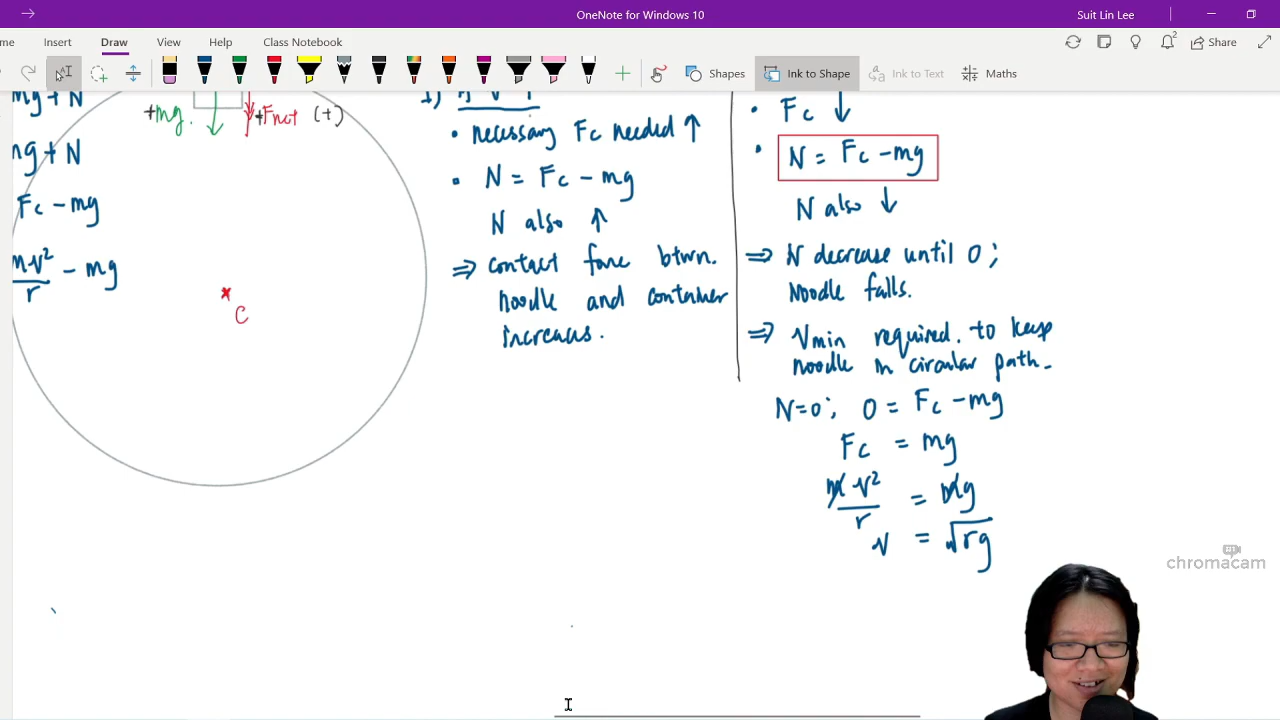 OneNote for Windows 10
Suit Lin Lee
Insert
Draw
View
Help
Class Notebook
Share
Shapes
Ink to Shape
Ink to Text
Maths
mg + N
mg + N
Fc - mg
mv² / r - mg
+mg.
+Fnet (+)
C
• necessary Fc needed ↑
• N = Fc - mg
N also ↑
⇒ contact force btwn.
noodle and container
increases.
• Fc ↓
• N = Fc - mg
N also ↓
⇒ N decrease until 0;
Noodle falls.
⇒ Vmin required. to keep
noodle in circular path.
N=0; 0 = Fc - mg
Fc = mg
mv² / r = mg
v = √rg
chromacam